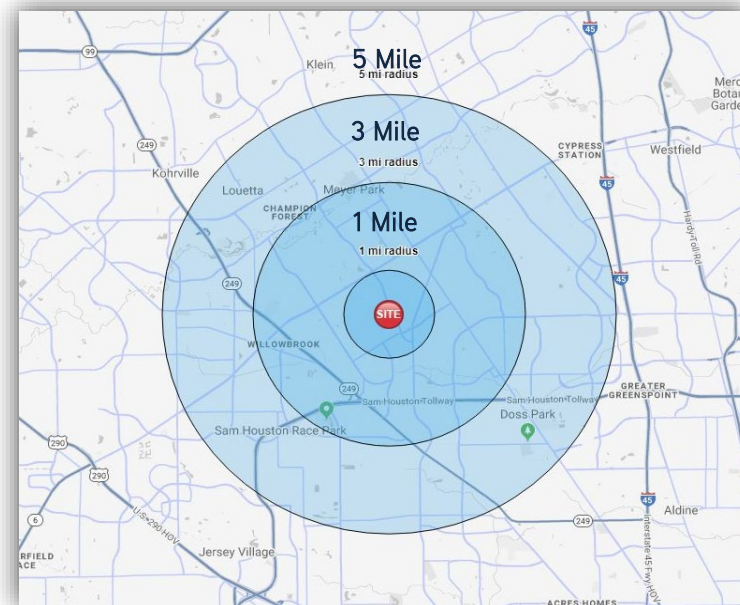 45
99
Klein
5 Mile
5 mi radius
3 Mile
3 mi radius
249
Kohrville
Louetta
Meyer Park
CHAMPION
FOREST
CYPRESS
STATION
Westfield
45
1 Mile
1 mi radius
Hardy Toll Rd
45
249
SITE
WILLOWBROOK
249
Sam Houston Tollway
Sam Houston Tollway
GREATER
GREENSPOINT
Doss Park
Sam Houston Race Park
290
290
6
U.S. 290 HOV
45
249
Aldine
Interstate 45 Fwy HOV
Jersey Village
ACRES HOMES